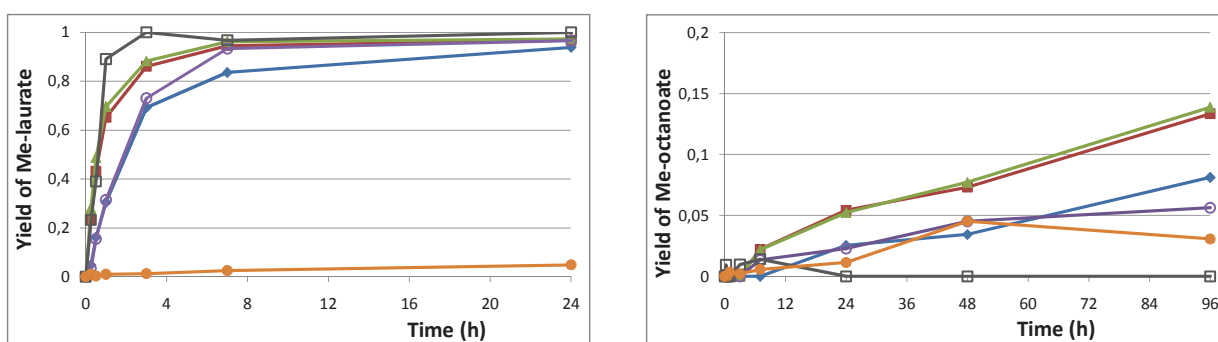 Yield of Me-laurate
1
0,8
0,6
0,4
0,2
0
0 4 8 12 16 20 24
Time (h)
Yield of Me-octanoate
0,2
0,15
0,1
0,05
0
0 12 24 36 48 60 72 84 96
Time (h)